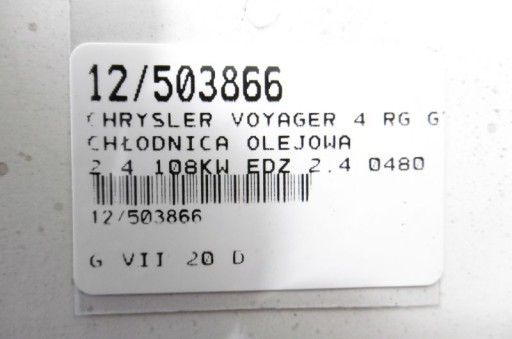 12/503866
CHRYSLER VOYAGER 4 RG G
CHŁODNICA OLEJOWA
2.4 108KW EDZ 2.4 0480
12/503866
G VII 20 D